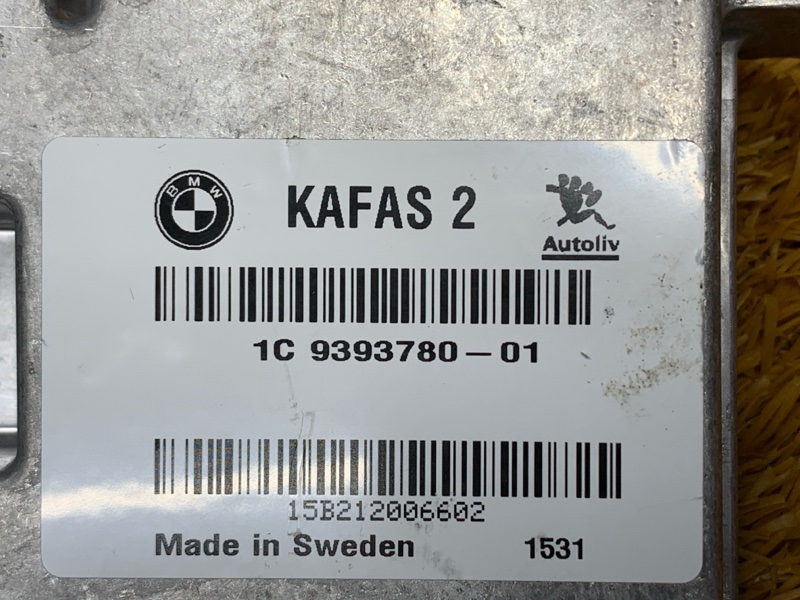 BMW KAFAS 2
Autoliv
1C 9393780-01
15B212006602
Made in Sweden 1531